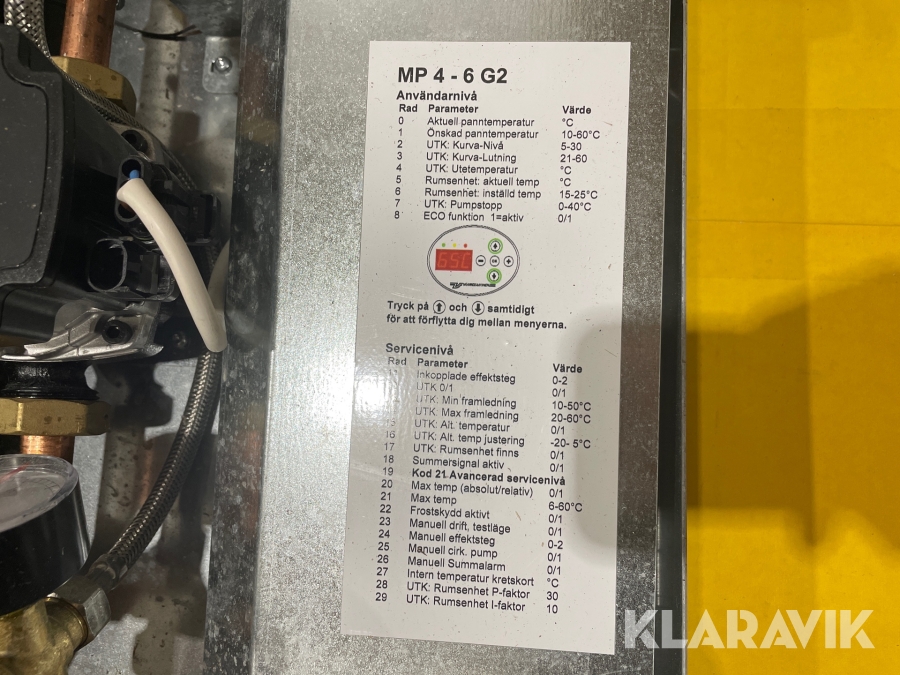 MP 4 - 6 G2
Användarnivå
Rad Parameter Värde
0 Aktuell panntemperatur °C
1 Önskad panntemperatur 10-60°C
2 UTK: Kurva-Nivå 5-30
3 UTK: Kurva-Lutning 21-60
4 UTK: Utetemperatur °C
5 Rumsenhet: aktuell temp °C
6 Rumsenhet: inställd temp 15-25°C
7 UTK: Pumpstopp 0-40°C
8 ECO funktion 1=aktiv 0/1
65C - OK +
Tryck på och samtidigt
för att förflytta dig mellan menyerna.
Servicenivå
Rad Parameter Värde
Inkopplade effektsteg 0-2
UTK 0/1 0/1
UTK: Min framledning 10-50°C
UTK: Max framledning 20-60°C
UTK: Alt. temperatur 0/1
16 UTK: Alt. temp justering -20- 5°C
17 UTK: Rumsenhet finns 0/1
18 Summersignal aktiv 0/1
19 Kod 21 Avancerad servicenivå
20 Max temp (absolut/relativ) 0/1
21 Max temp 6-60°C
22 Frostskydd aktivt 0/1
23 Manuell drift, testläge 0/1
24 Manuell effektsteg 0-2
25 Manuell cirk. pump 0/1
26 Manuell Summalarm 0/1
27 Intern temperatur kretskort °C
28 UTK: Rumsenhet P-faktor 30
29 UTK: Rumsenhet I-faktor 10
KLARAVIK